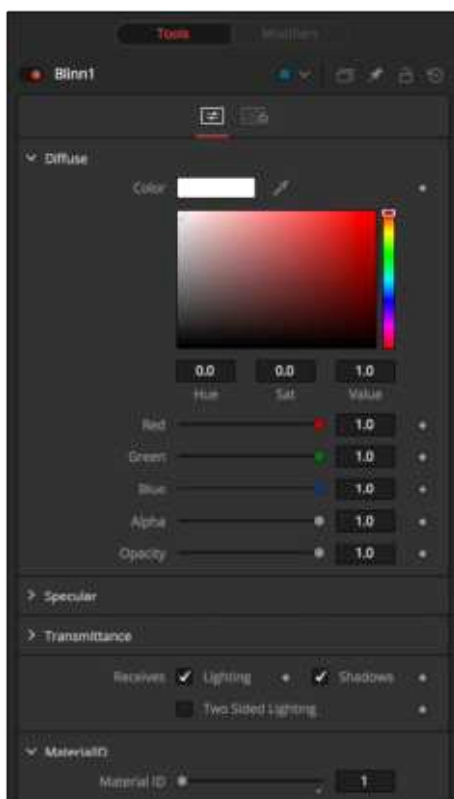 Tools Modifiers
Blinn1
Diffuse
Color
0.0 0.0 1.0
Hue Sat Value
Red 1.0
Green 1.0
Blue 1.0
Alpha 1.0
Opacity 1.0
Specular
Transmittance
Receives Lighting Shadows
Two Sided Lighting
MaterialID
Material ID 1